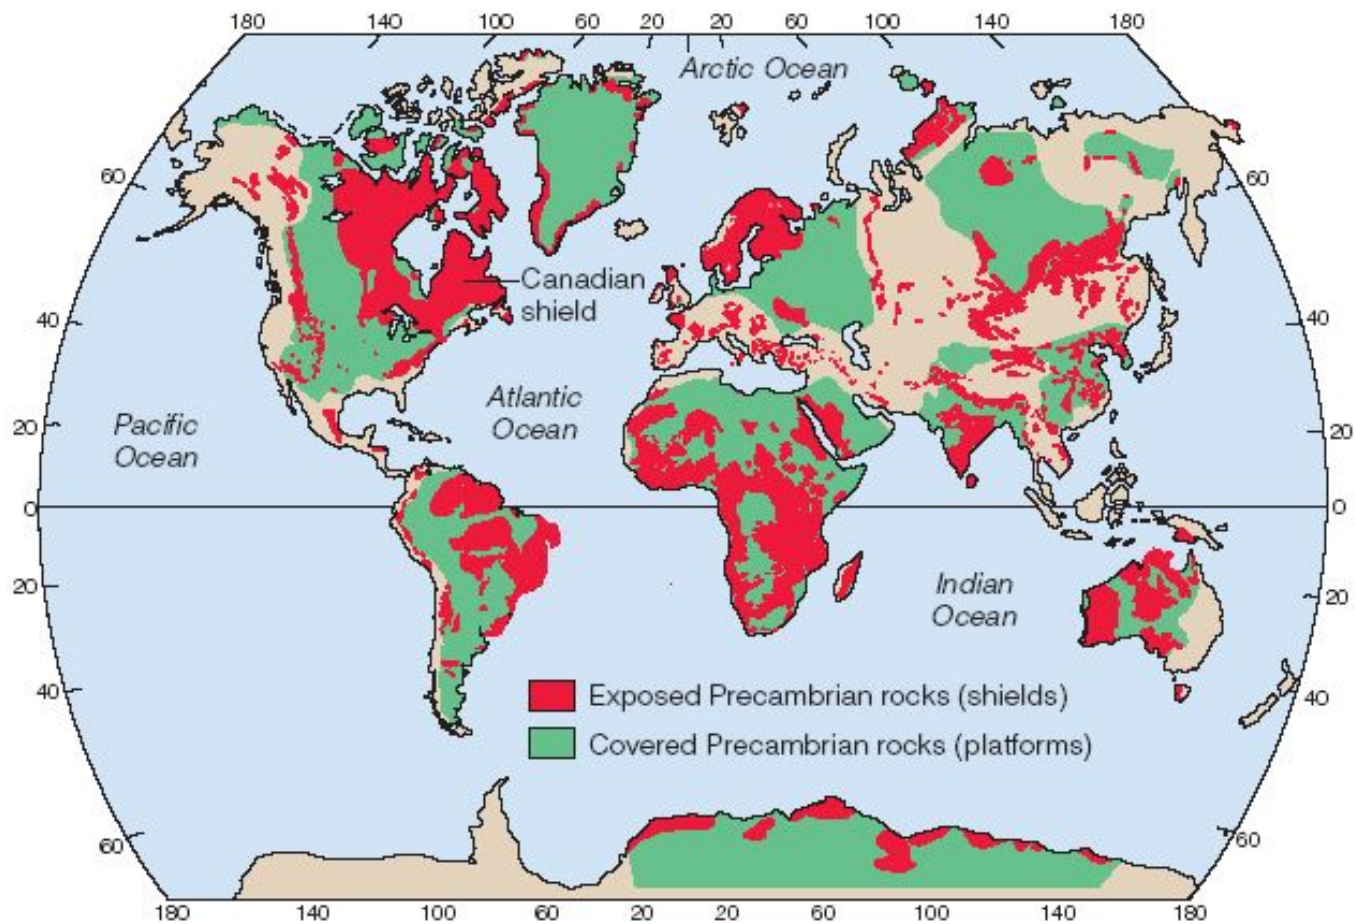 180 140 100 60 20 20 60 100 140 180
Arctic Ocean
60 60
Canadian
shield
40 40
Atlantic
Ocean
Pacific
Ocean
20 20
0 0
Indian
Ocean
20 20
Exposed Precambrian rocks (shields)
40 40
Covered Precambrian rocks (platforms)
60 60
180 140 100 60 20 20 60 100 140 180